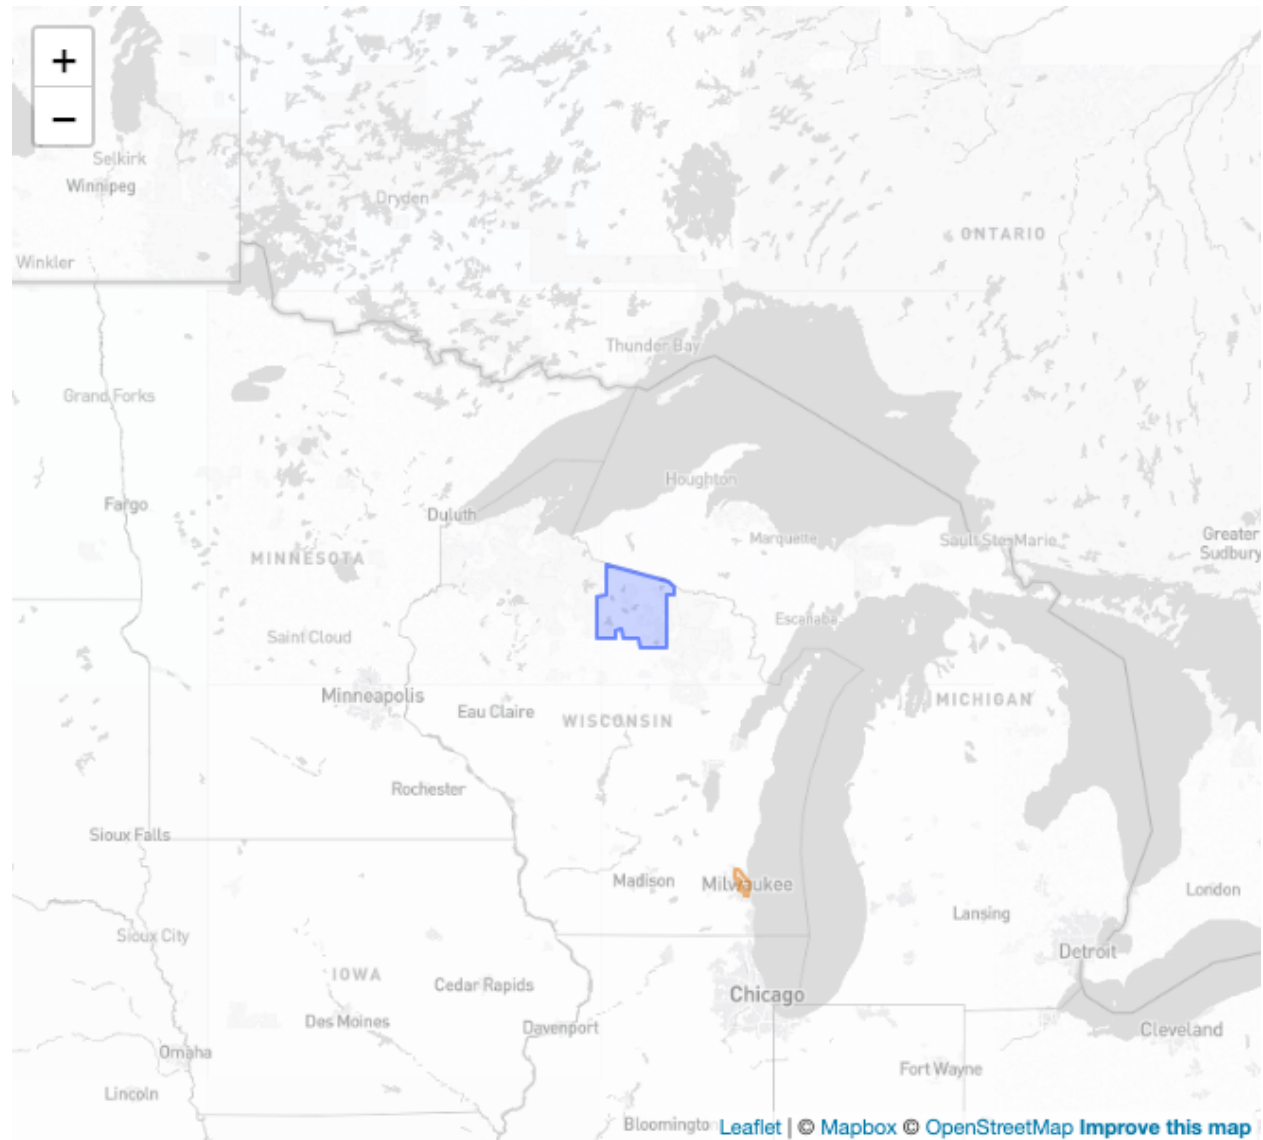 +
−
Selkirk
Winnipeg
Dryden
Winkler
ONTARIO
Thunder Bay
Grand Forks
Houghton
Fargo
Duluth
Marquette
Sault Ste. Marie
Greater
Sudbury
MINNESOTA
Escanaba
Saint Cloud
Minneapolis
Eau Claire
WISCONSIN
MICHIGAN
Rochester
Sioux Falls
Madison
Milwaukee
London
Lansing
Sioux City
Detroit
IOWA
Cedar Rapids
Chicago
Des Moines
Davenport
Cleveland
Omaha
Fort Wayne
Lincoln
Bloomington
Leaflet | © Mapbox © OpenStreetMap Improve this map